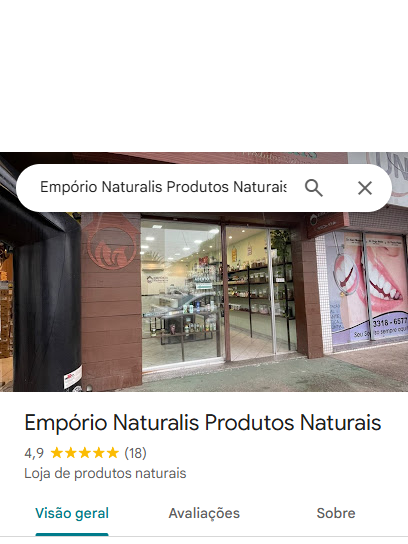 Empório Naturalis Produtos Naturais
3318 - 6577
Empório Naturalis Produtos Naturais
4,9 (18)
Loja de produtos naturais
Visão geral Avaliações Sobre